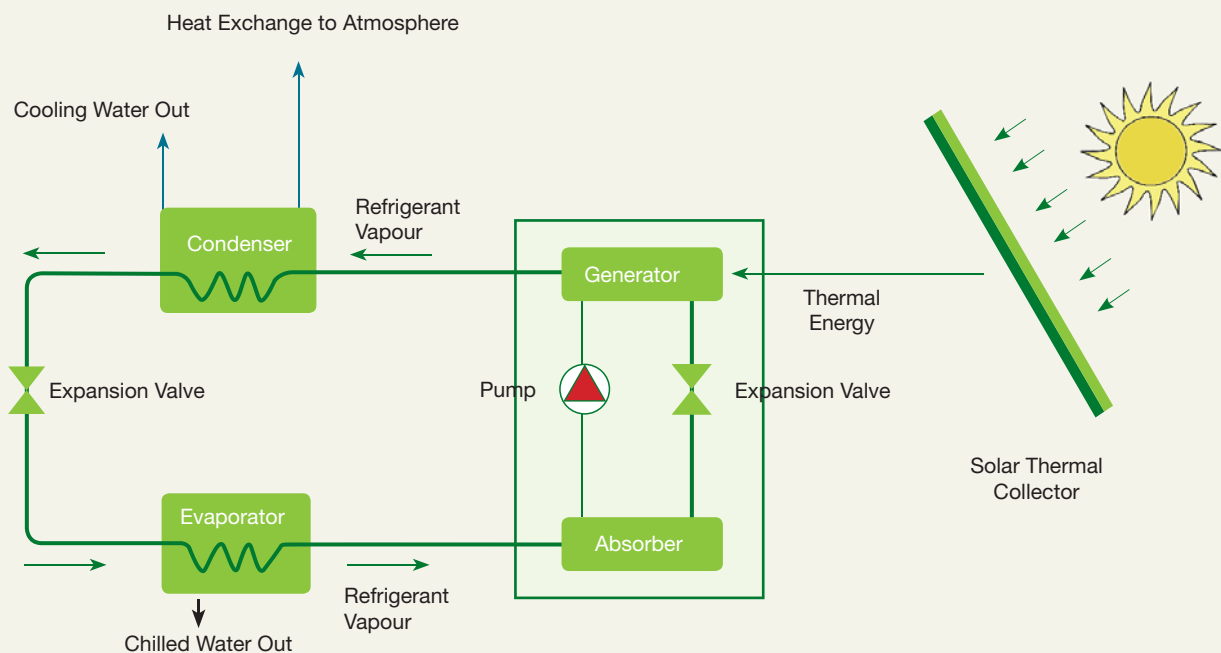 Heat Exchange to Atmosphere
Cooling Water Out
Refrigerant
Vapour
Condenser
Generator
Thermal
Energy
Expansion Valve
Pump
Expansion Valve
Solar Thermal
Collector
Evaporator
Absorber
Refrigerant
Vapour
Chilled Water Out